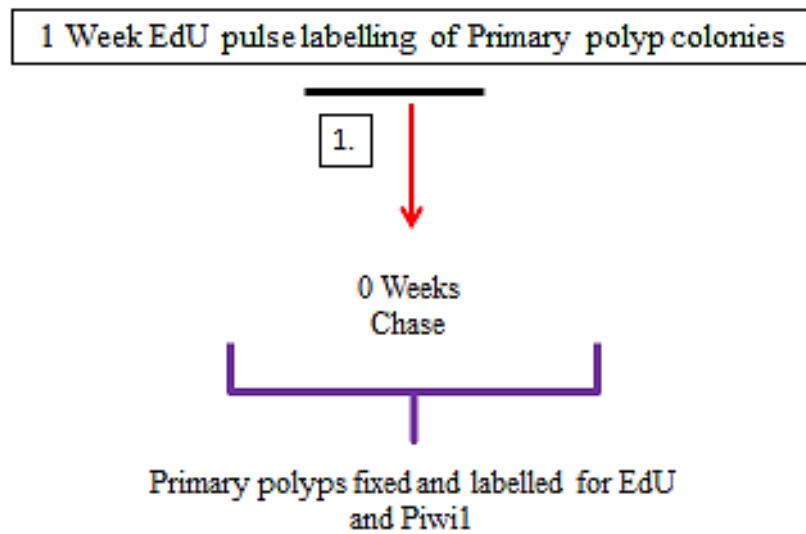 1 Week EdU pulse labelling of Primary polyp colonies
1.
0 Weeks
Chase
Primary polyps fixed and labelled for EdU
and Piwi1